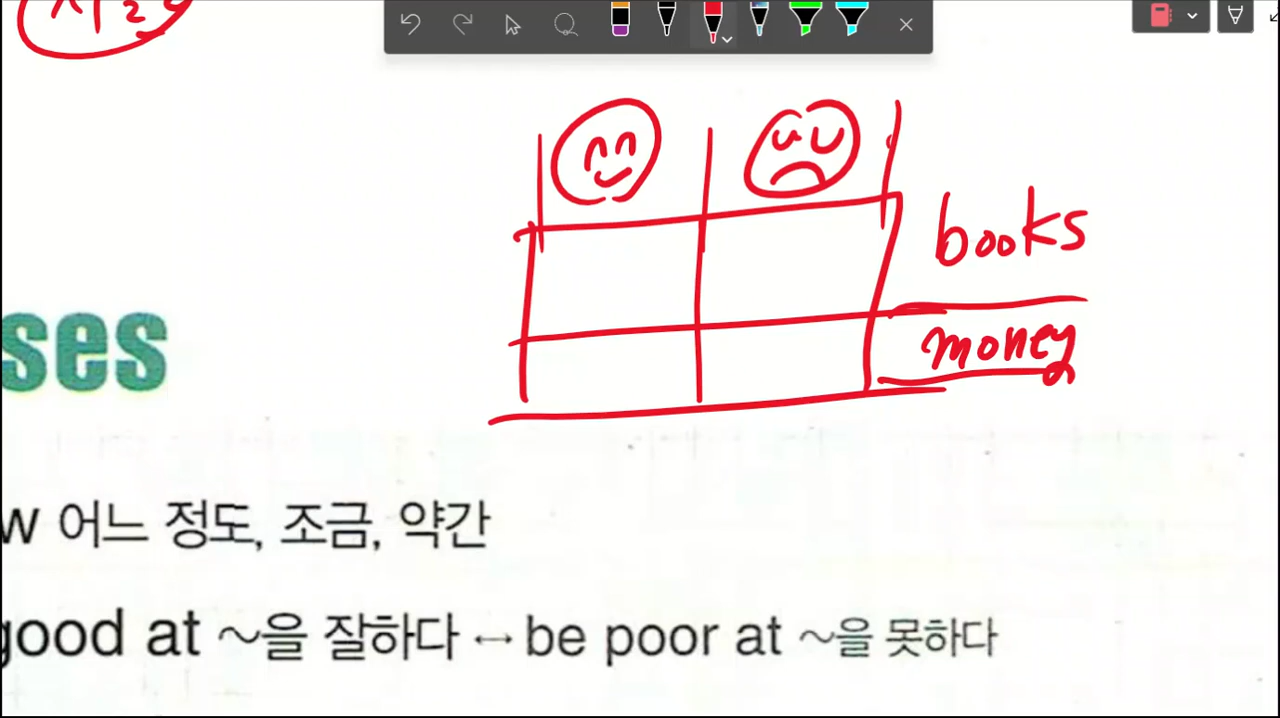 books
money
ses
w 어느 정도, 조금, 약간
good at ~을 잘하다 ↔ be poor at ~을 못하다